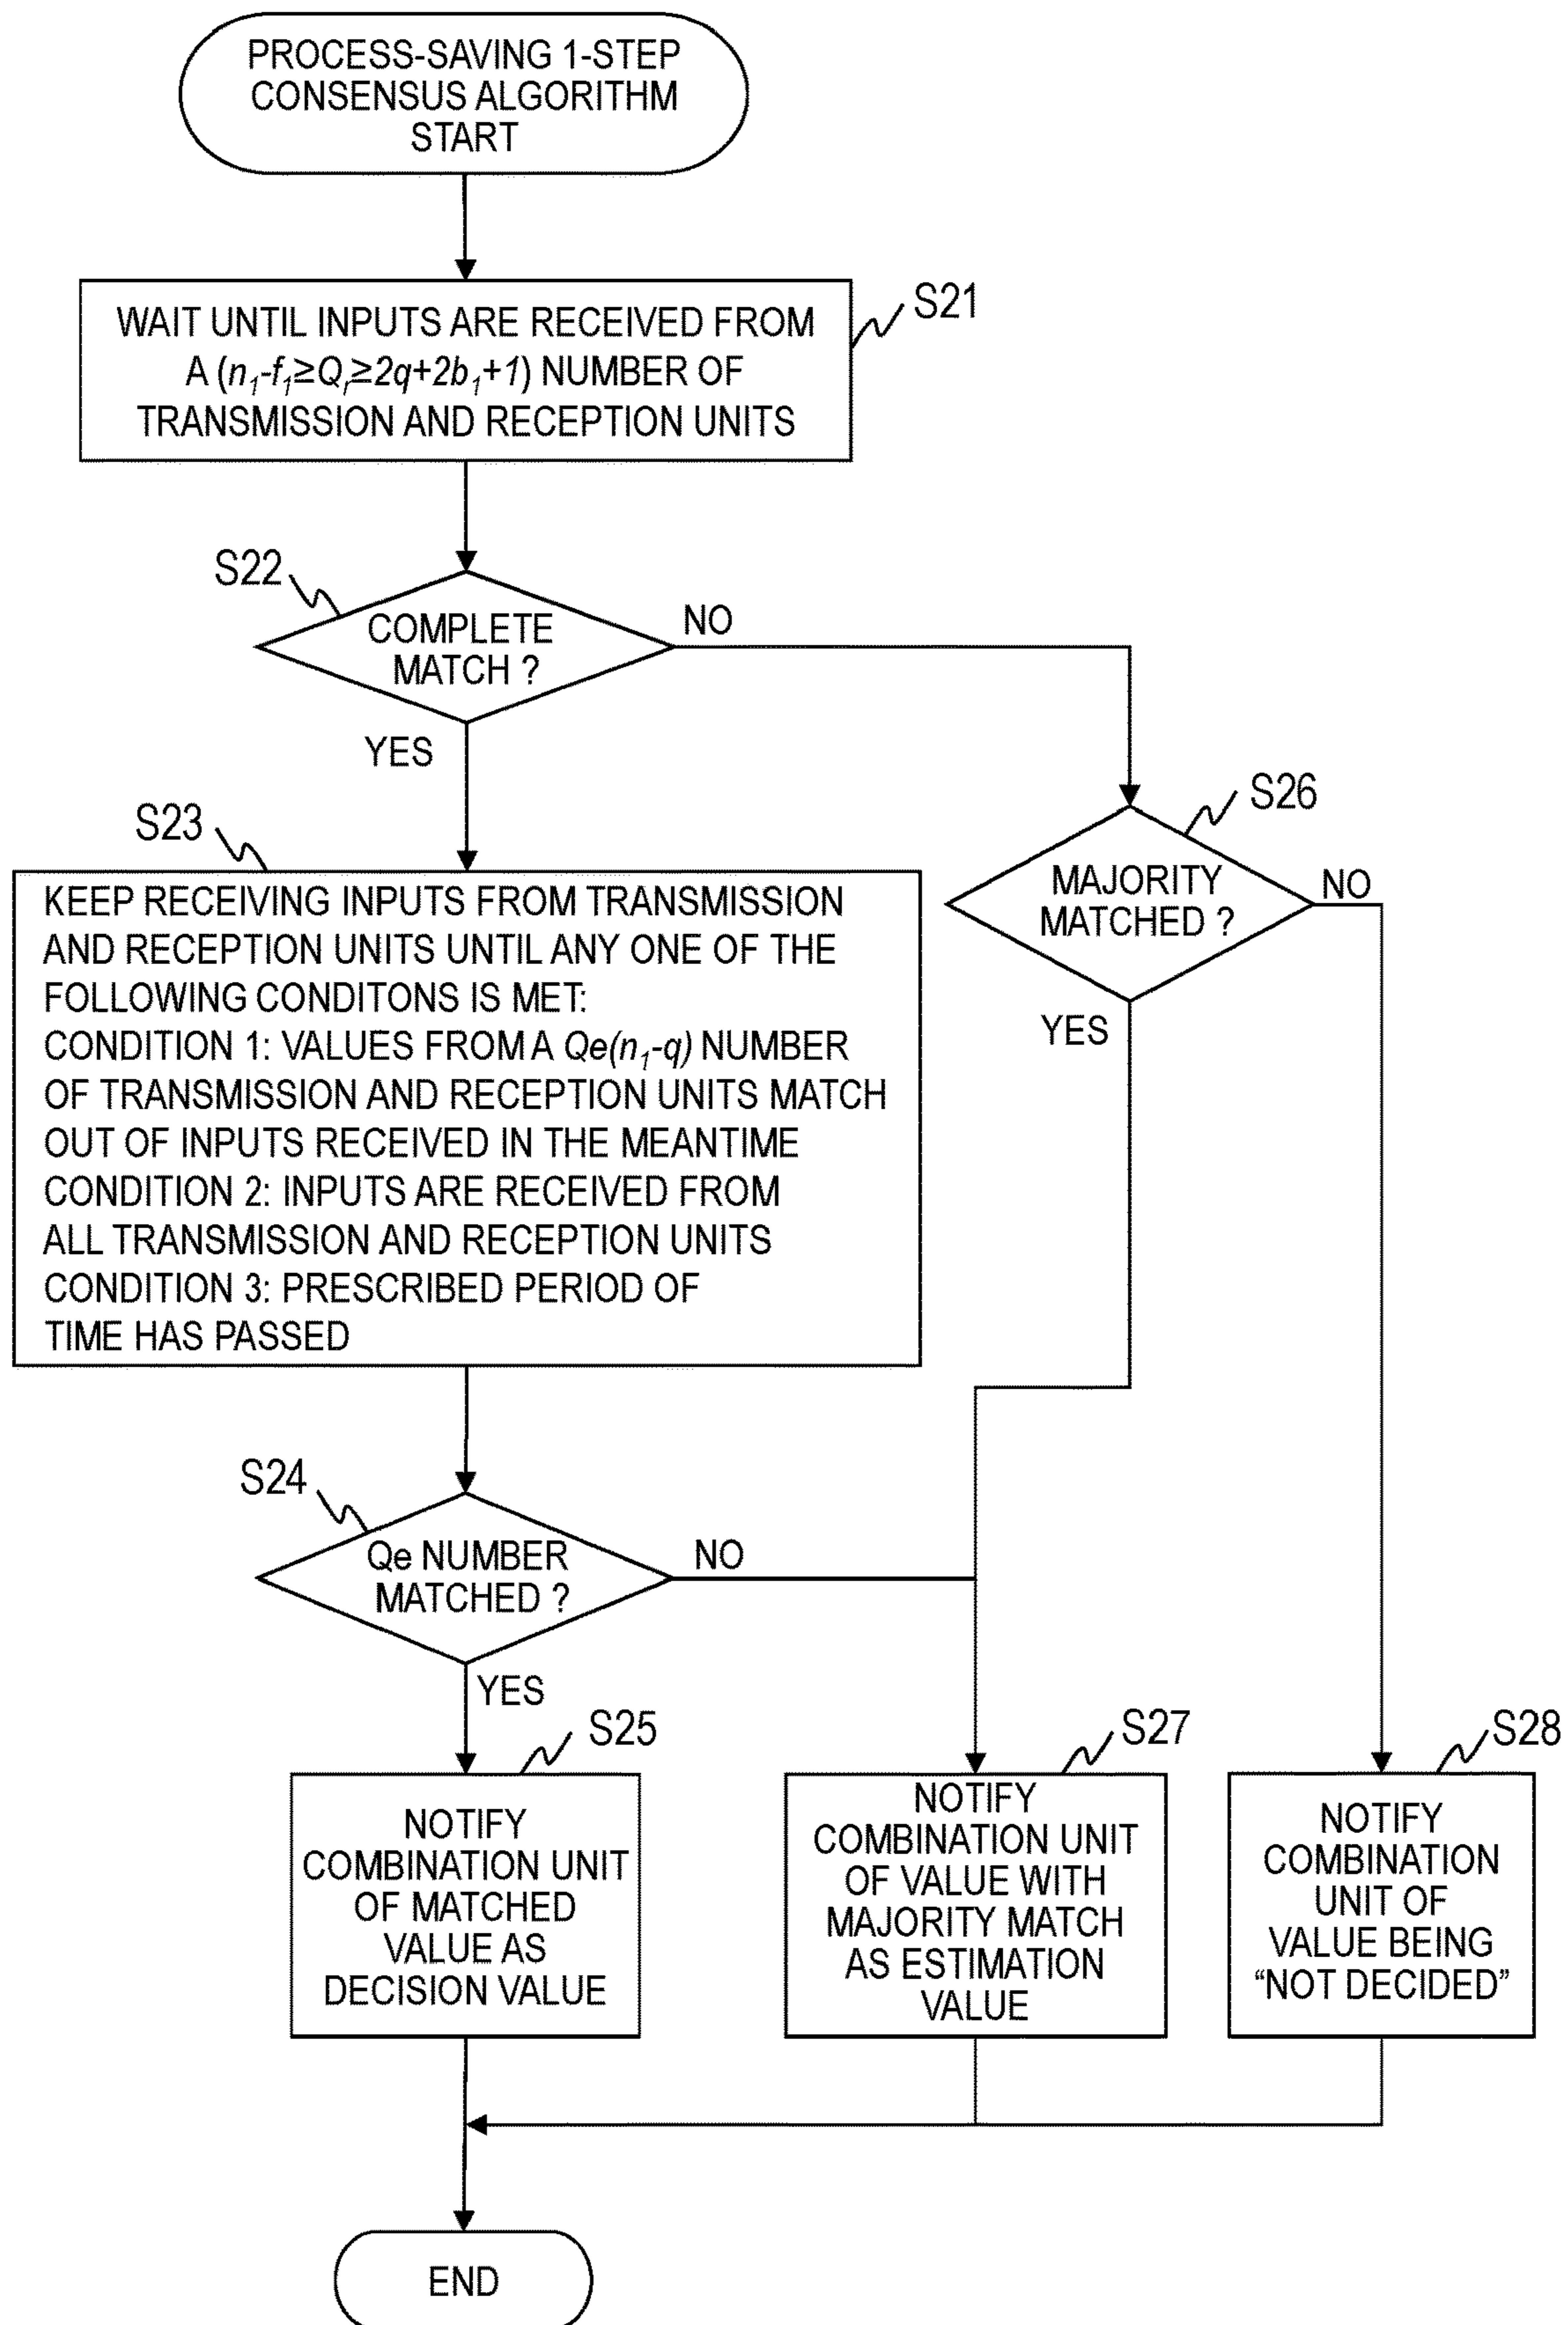 PROCESS-SAVING 1-STEP
CONSENSUS ALGORITHM
START
S21
WAIT UNTIL INPUTS ARE RECEIVED FROM
A (n₁-f₁≥Qᵣ≥2q+2b₁+1) NUMBER OF
TRANSMISSION AND RECEPTION UNITS
S22
COMPLETE
MATCH ?
NO
YES
S23
KEEP RECEIVING INPUTS FROM TRANSMISSION
AND RECEPTION UNITS UNTIL ANY ONE OF THE
FOLLOWING CONDITONS IS MET:
CONDITION 1: VALUES FROM A Qe(n₁-q) NUMBER
OF TRANSMISSION AND RECEPTION UNITS MATCH
OUT OF INPUTS RECEIVED IN THE MEANTIME
CONDITION 2: INPUTS ARE RECEIVED FROM
ALL TRANSMISSION AND RECEPTION UNITS
CONDITION 3: PRESCRIBED PERIOD OF
TIME HAS PASSED
S26
MAJORITY
MATCHED ?
NO
YES
S24
Qe NUMBER
MATCHED ?
NO
YES
S25
NOTIFY
COMBINATION UNIT
OF MATCHED
VALUE AS
DECISION VALUE
S27
NOTIFY
COMBINATION UNIT
OF VALUE WITH
MAJORITY MATCH
AS ESTIMATION
VALUE
S28
NOTIFY
COMBINATION
UNIT OF
VALUE BEING
“NOT DECIDED”
END